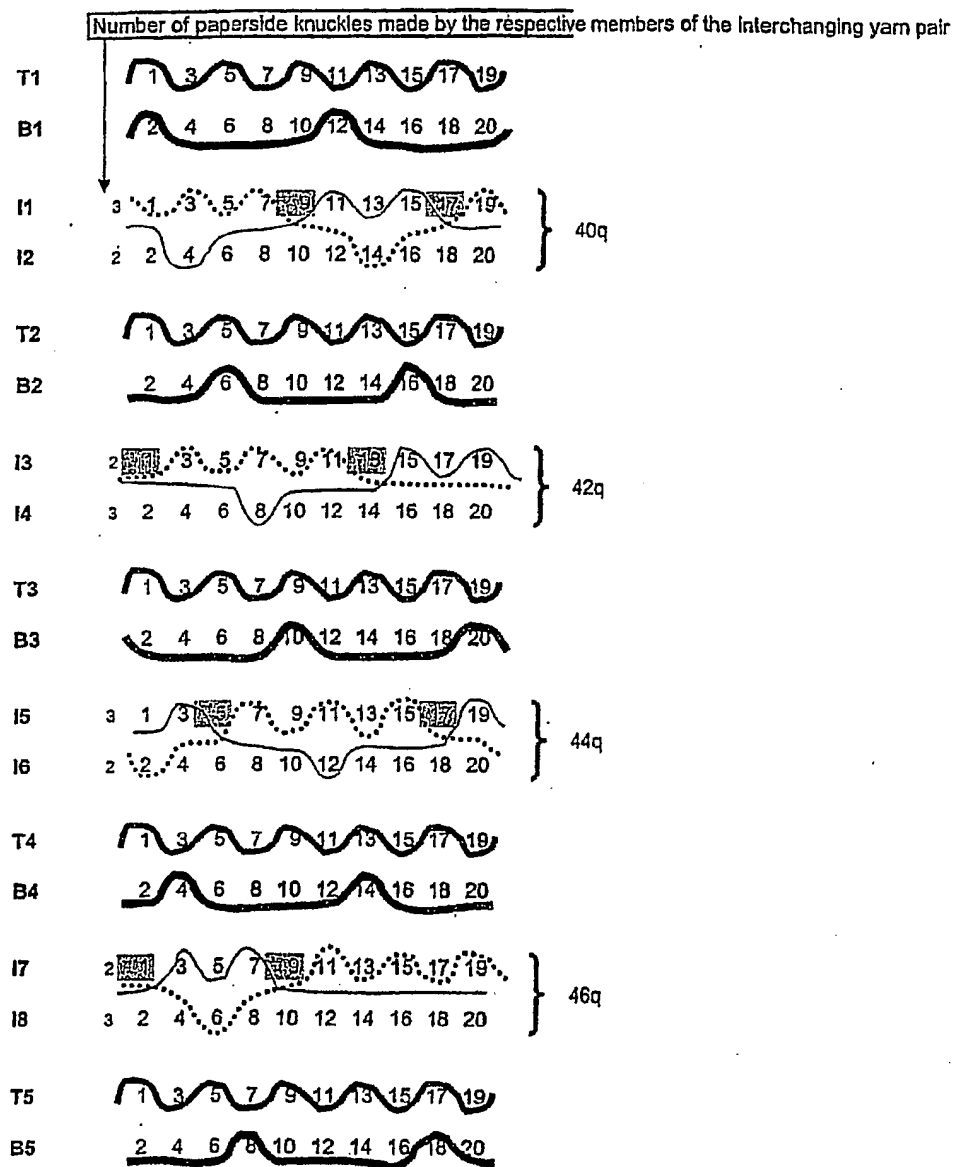 Number of paperside knuckles made by the respective members of the interchanging yarn pair
T1 1 3 5 7 9 11 13 15 17 19
B1 2 4 6 8 10 12 14 16 18 20
I1 3 1 3 5 7 9 11 13 15 17 19
40q
I2 2 2 4 6 8 10 12 14 16 18 20
T2 1 3 5 7 9 11 13 15 17 19
B2 2 4 6 8 10 12 14 16 18 20
I3 2 1 3 5 7 9 11 13 15 17 19
42q
I4 3 2 4 6 8 10 12 14 16 18 20
T3 1 3 5 7 9 11 13 15 17 19
B3 2 4 6 8 10 12 14 16 18 20
I5 3 1 3 5 7 9 11 13 15 17 19
44q
I6 2 2 4 6 8 10 12 14 16 18 20
T4 1 3 5 7 9 11 13 15 17 19
B4 2 4 6 8 10 12 14 16 18 20
I7 2 1 3 5 7 9 11 13 15 17 19
46q
I8 3 2 4 6 8 10 12 14 16 18 20
T5 1 3 5 7 9 11 13 15 17 19
B5 2 4 6 8 10 12 14 16 18 20